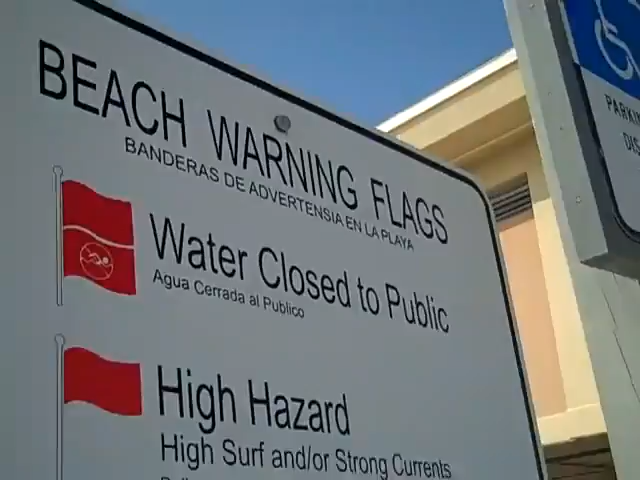 BEACH WARNING FLAGS
BANDERAS DE ADVERTENSIA EN LA PLAYA
Water Closed to Public
Agua Cerrada al Publico
High Hazard
High Surf and/or Strong Currents